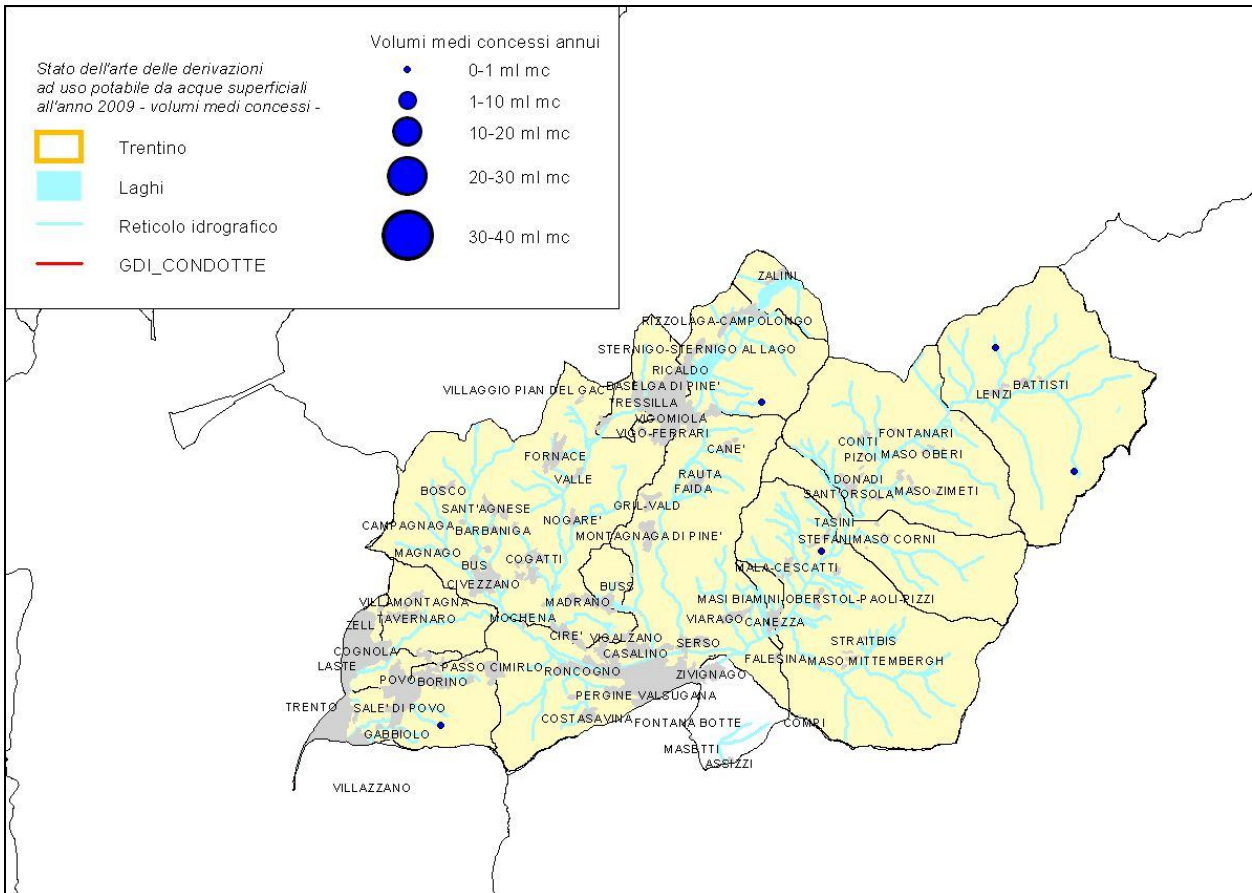 Stato dell'arte delle derivazioni
ad uso potabile da acque superficiali
all'anno 2009 - volumi medi concessi -
Trentino
Laghi
Reticolo idrografico
GDI_CONDOTTE
Volumi medi concessi annui
0-1 ml mc
1-10 ml mc
10-20 ml mc
20-30 ml mc
30-40 ml mc
ZALINI
RIZZOLAGA-CAMPOLONGO
STERNIGO-STERNIGO AL LAGO
RICALDO
VILLAGGIO PIAN DEL GAC
BASELGA DI PINE'
TRESSILLA
VIGOMIOLA
VIGO-FERRARI
LENZI
BATTISTI
CANE'
CONTI
FONTANARI
PIZOI
MASO OBERI
FORNACE
VALLE
RAUTA
FAIDA
DONADI
SANT'ORSOLA
MASO ZIMETI
BOSCO
SANT'AGNESE
NOGARE'
GRIL-VALD
CAMPAGNAGA
BARBANIGA
MONTAGNAGA DI PINE'
TASINI
STEFANI
MASO CORNI
MAGNAGO
BUS
COGATTI
CIVEZZANO
MALA-CESCATTI
BUSS
VILLAMONTAGNA
MADRANO
MASI BIAMINI-OBERSTOL-PAOLI-PIZZI
TAVERNARO
MOCHENA
VIARAGO
CANEZZA
ZELL
CIRE'
VIGALZANO
SERSO
STRAITBIS
COGNOLA
CASALINO
LASTE
PASSO CIMIRLO
RONCOGNO
FALESINA
MASO MITTEMBERGH
POVO
BORINO
ZIVIGNAGO
PERGINE VALSUGANA
TRENTO
SALE' DI POVO
COSTASAVINA
FONTANA BOTTE
COMPI
GABBIOLO
MASETTI
ASSIZZI
VILLAZZANO